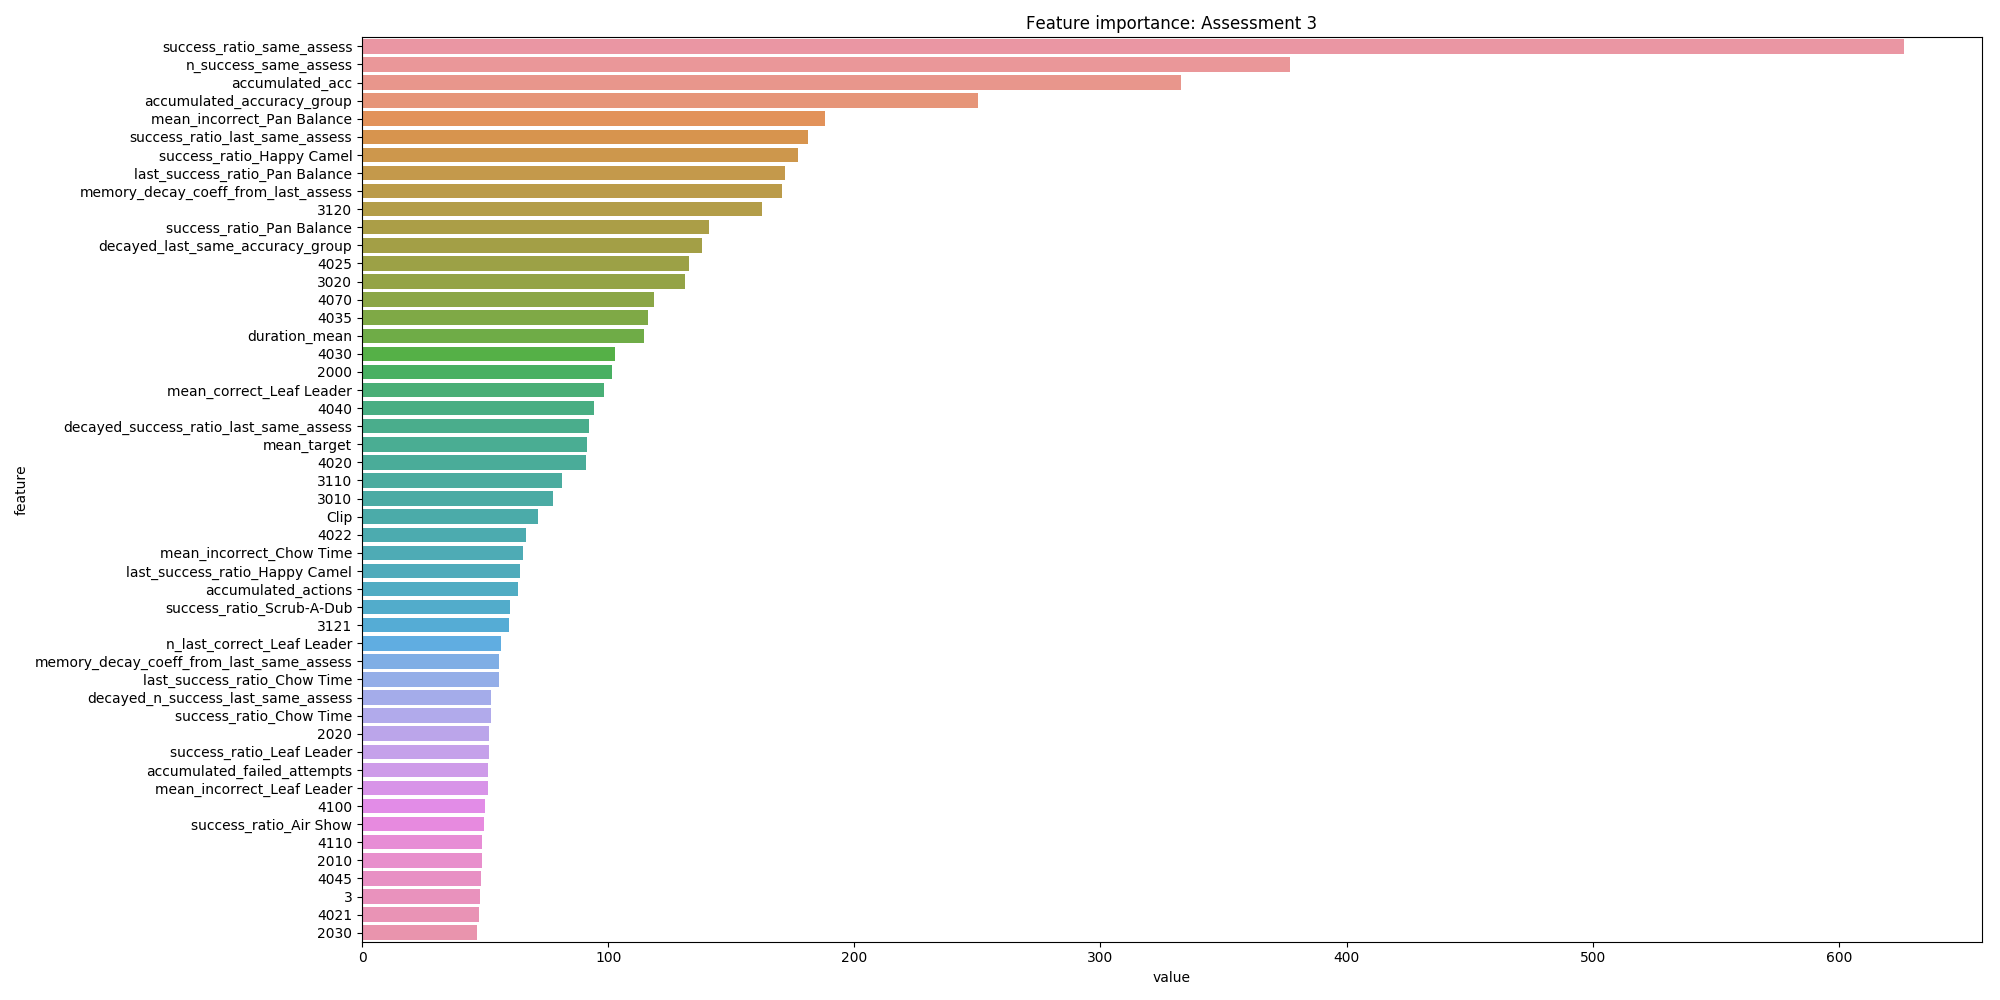 Feature importance: Assessment 3
success_ratio_same_assess
n_success_same_assess
accumulated_acc
accumulated_accuracy_group
mean_incorrect_Pan Balance
success_ratio_last_same_assess
success_ratio_Happy Camel
last_success_ratio_Pan Balance
memory_decay_coeff_from_last_assess
3120
success_ratio_Pan Balance
decayed_last_same_accuracy_group
4025
3020
4070
4035
duration_mean
4030
2000
mean_correct_Leaf Leader
4040
decayed_success_ratio_last_same_assess
mean_target
4020
3110
3010
Clip
4022
mean_incorrect_Chow Time
last_success_ratio_Happy Camel
accumulated_actions
success_ratio_Scrub-A-Dub
3121
n_last_correct_Leaf Leader
memory_decay_coeff_from_last_same_assess
last_success_ratio_Chow Time
decayed_n_success_last_same_assess
success_ratio_Chow Time
2020
success_ratio_Leaf Leader
accumulated_failed_attempts
mean_incorrect_Leaf Leader
4100
success_ratio_Air Show
4110
2010
4045
3
4021
2030
feature
0 100 200 300 400 500 600
value